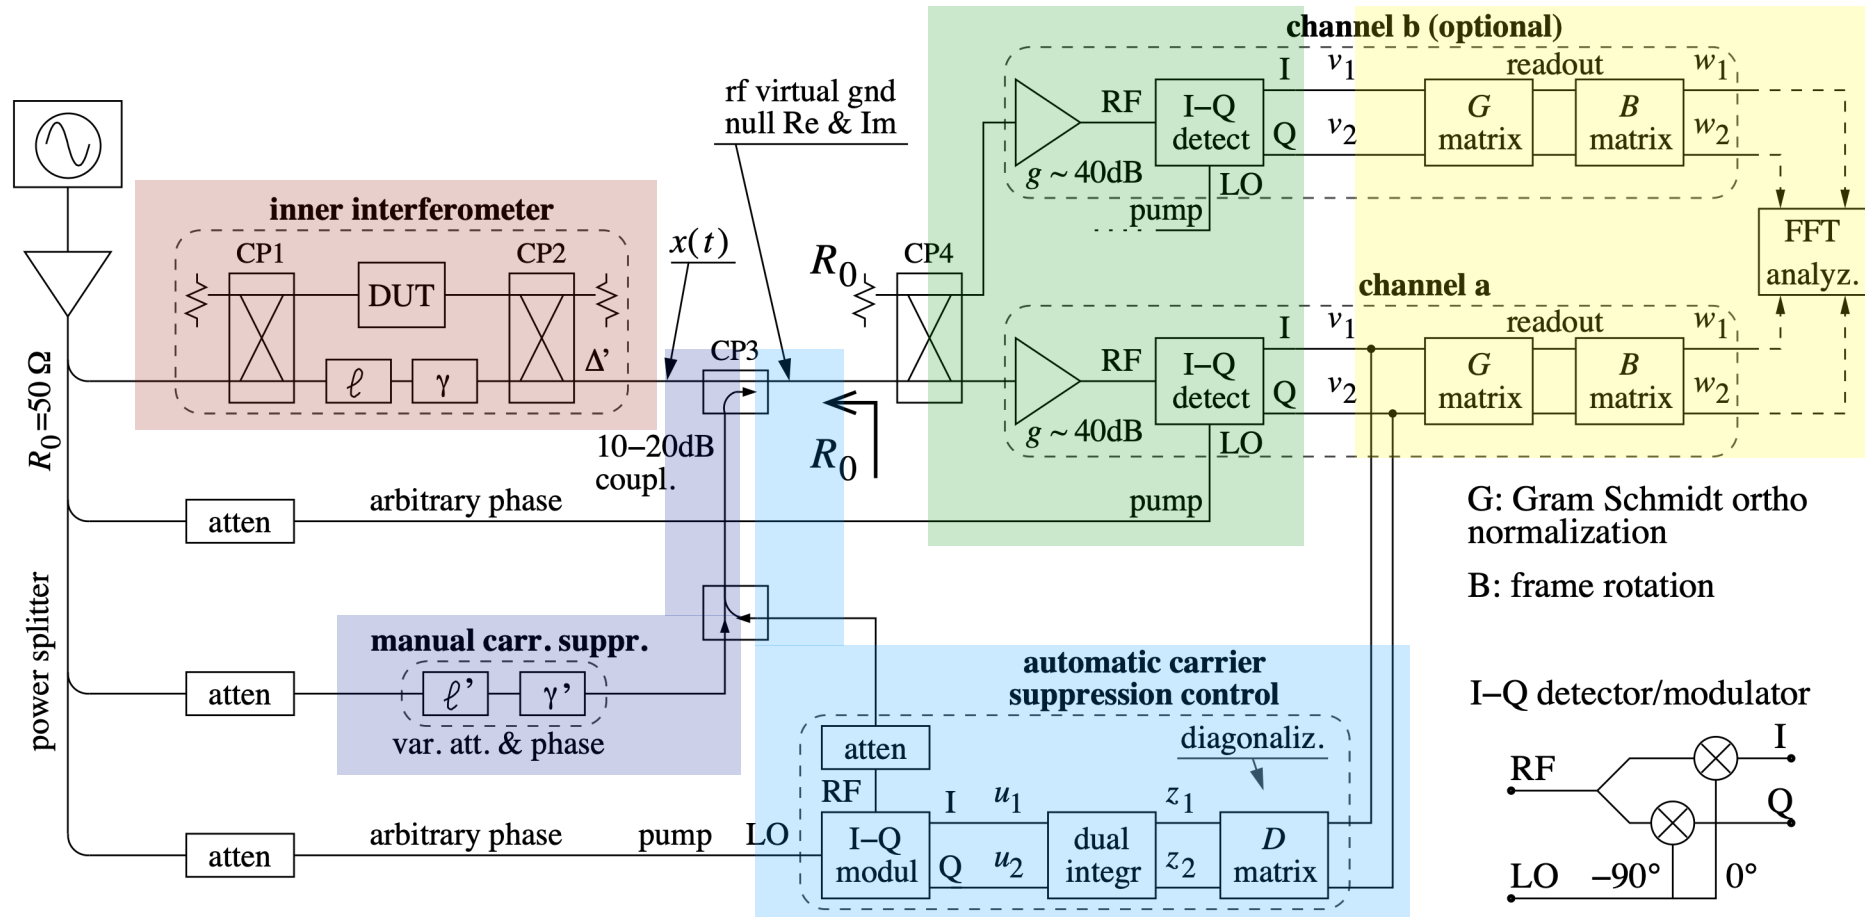 channel b (optional)
I
v1
readout
w1
rf virtual gnd
null Re & Im
RF
I–Q
detect
G
matrix
B
matrix
Q
v2
w2
g ~ 40dB
LO
pump
inner interferometer
CP1
CP2
DUT
ℓ
γ
Δ'
x(t)
R0
CP4
FFT
analyz.
channel a
CP3
I
v1
readout
w1
RF
I–Q
detect
G
matrix
B
matrix
Q
v2
w2
g ~ 40dB
LO
R0
R0=50 Ω
10–20dB
coupl.
atten
arbitrary phase
pump
G: Gram Schmidt ortho
normalization
B: frame rotation
power splitter
manual carr. suppr.
atten
ℓ'
γ'
var. att. & phase
automatic carrier
suppression control
atten
diagonaliz.
RF
I
u1
z1
atten
arbitrary phase
pump
LO
I–Q
modul
dual
integr
D
matrix
Q
u2
z2
I–Q detector/modulator
I
RF
Q
LO
−90°
0°